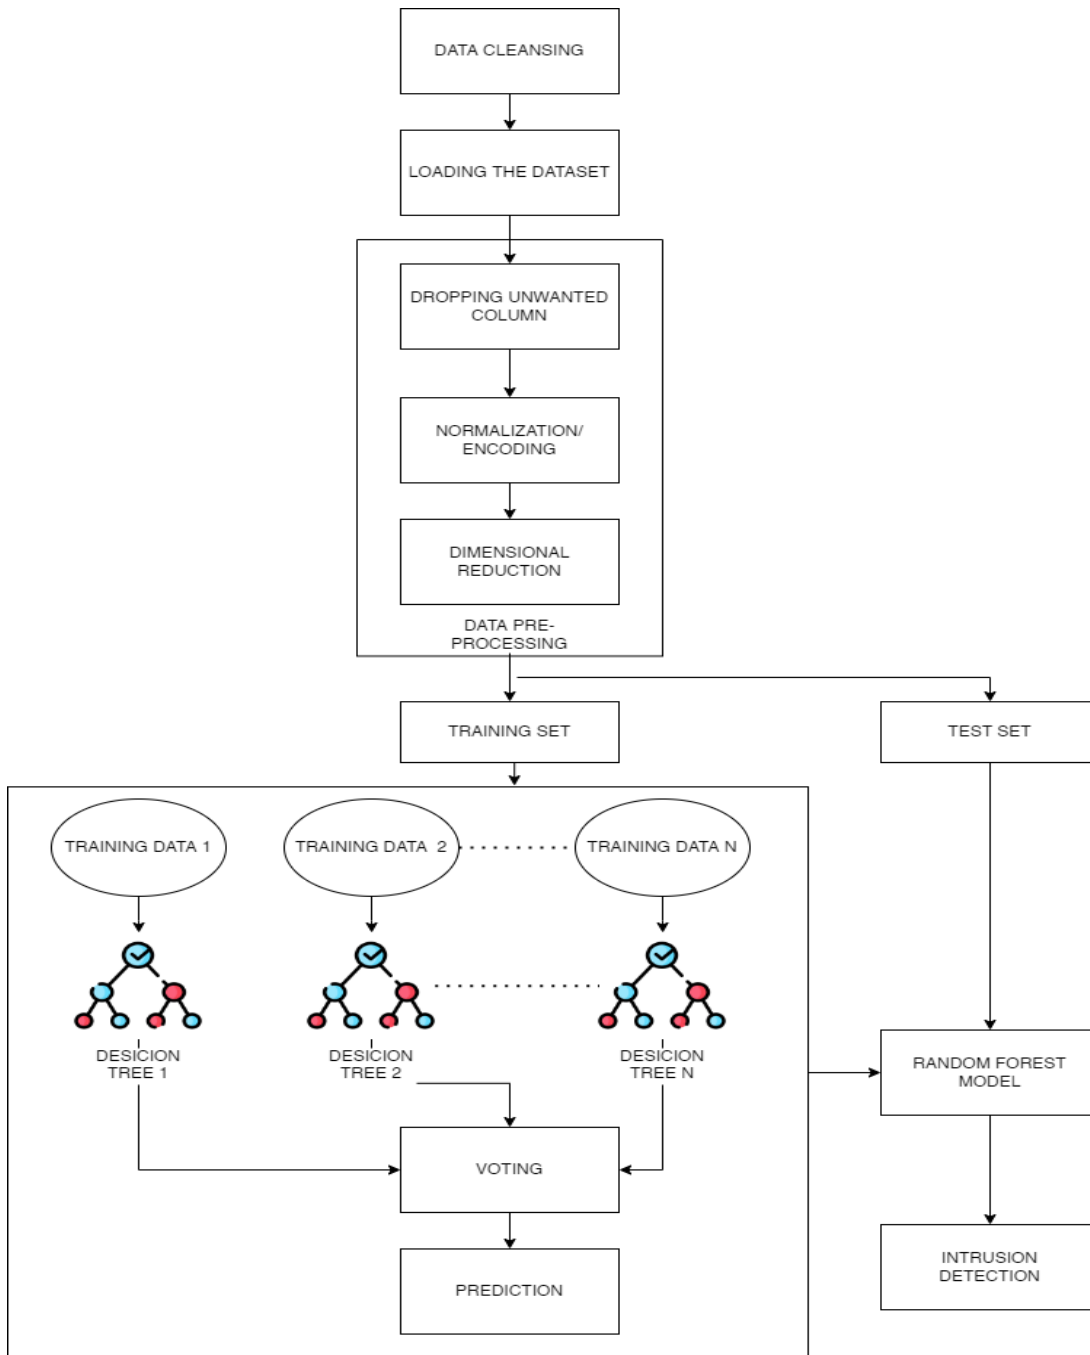 DATA CLEANSING
LOADING THE DATASET
DROPPING UNWANTED
COLUMN
NORMALIZATION/
ENCODING
DIMENSIONAL
REDUCTION
DATA PRE-
PROCESSING
TRAINING SET
TEST SET
TRAINING DATA 1
TRAINING DATA 2
TRAINING DATA N
DESICION
TREE 1
DESICION
TREE 2
DESICION
TREE N
RANDOM FOREST
MODEL
VOTING
PREDICTION
INTRUSION
DETECTION